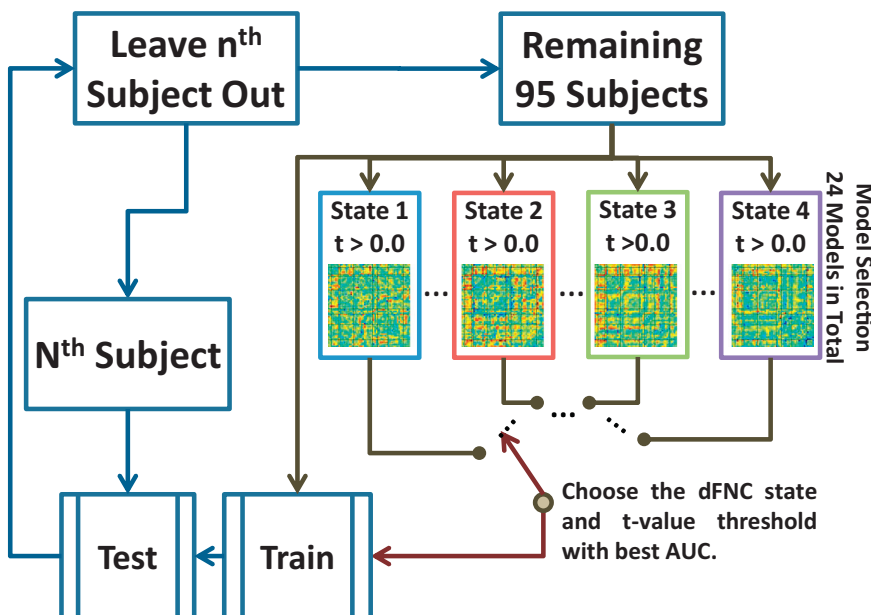 Leave nth
Subject Out
Remaining
95 Subjects
State 1
t > 0.0
State 2
t > 0.0
State 3
t >0.0
State 4
t > 0.0
...
...
...
Model Selection
24 Models in Total
Nth Subject
...
...
...
Choose the dFNC state
and t-value threshold
with best AUC.
Test
Train